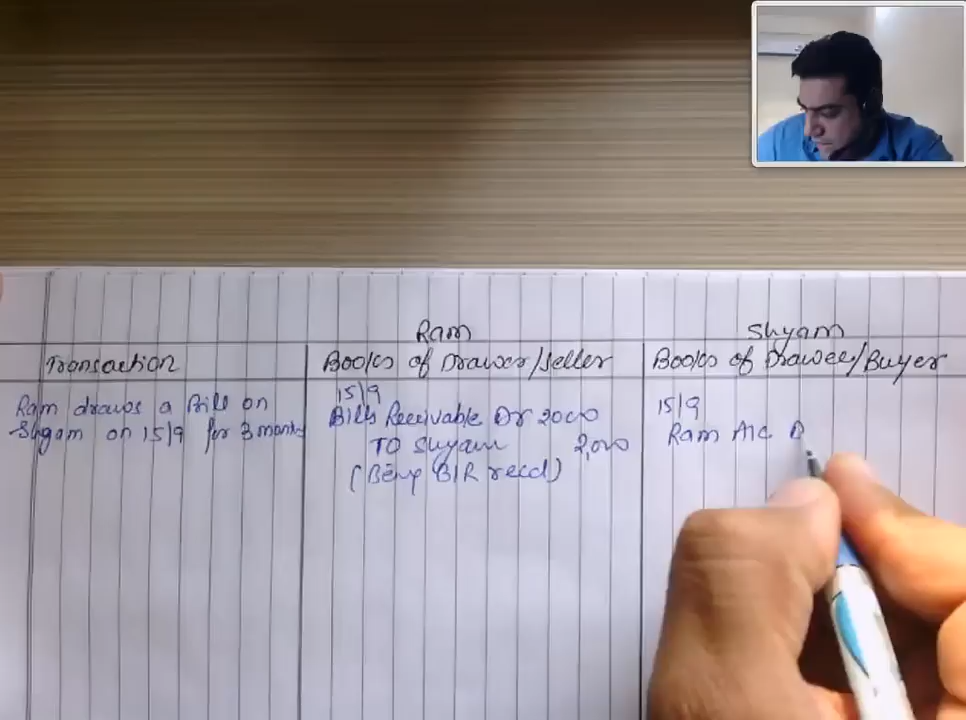 Ram
Shyam
Transaction
Books of Drawer/Seller
Books of Drawee/Buyer
Ram draws a Bill on
Shyam on 15/9 for 3 months
15/9
Bills Receivable Dr 2000
TO Shyam 2,000
(Being B/R recd)
15/9
Ram A/c D